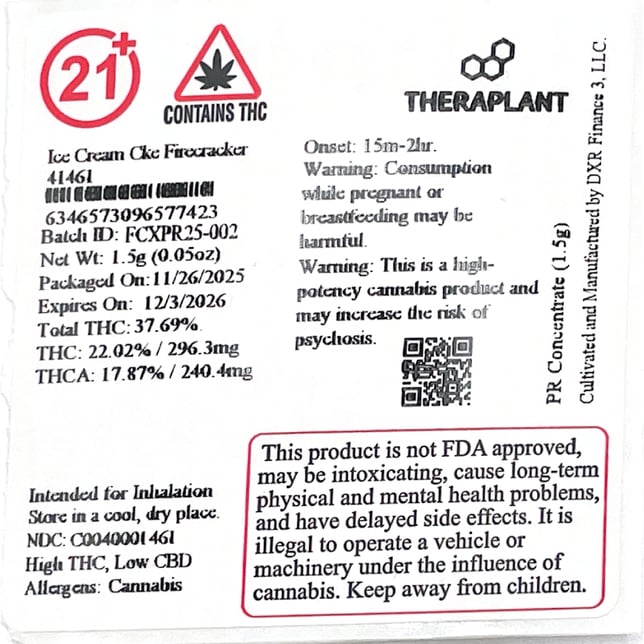 21+
CONTAINS THC
THERAPLANT
Ice Cream Cke Firecracker
41461
6346573096577423
Batch ID: FCXPR25-002
Net Wt: 1.5g (0.05oz)
Packaged On:11/26/2025
Expires On: 12/3/2026
Total THC: 37.69%
THC: 22.02% / 296.3mg
THCA: 17.87% / 240.4mg
Onset: 15m-2hr.
Warning: Consumption
while pregnant or
breastfeeding may be
harmful.
Warning: This is a high-
potency cannabis product and
may increase the risk of
psychosis.
PR Concentrate (1.5g)
Cultivated and Manufactured by DXR Finance 3, LLC.
Intended for Inhalation
Store in a cool, dry place.
NDC: C0040001461
High THC, Low CBD
Allergens: Cannabis
This product is not FDA approved,
may be intoxicating, cause long-term
physical and mental health problems,
and have delayed side effects. It is
illegal to operate a vehicle or
machinery under the influence of
cannabis. Keep away from children.